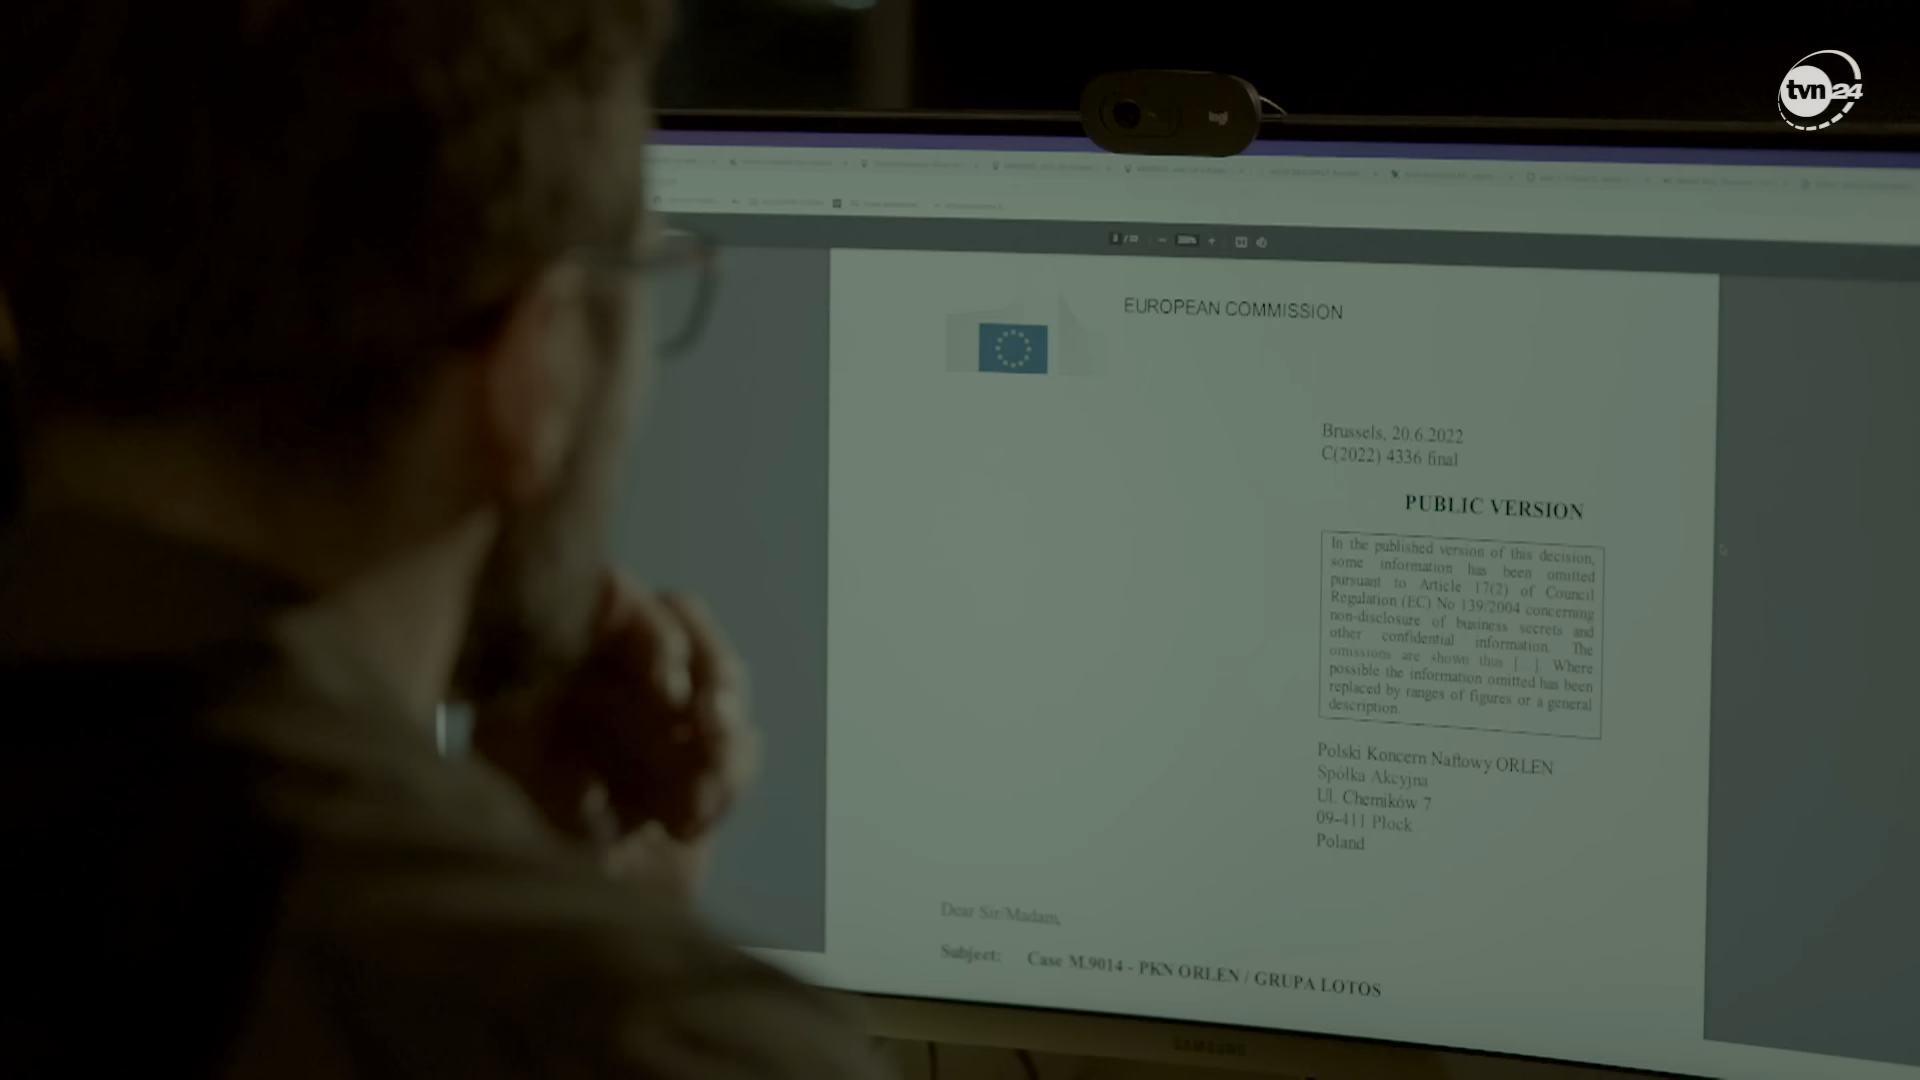 tvn24
logi
EUROPEAN COMMISSION
Brussels, 20.6.2022
C(2022) 4336 final
PUBLIC VERSION
In the published version of this decision,
some information has been omitted
pursuant to Article 17(2) of Council
Regulation (EC) No 139/2004 concerning
non-disclosure of business secrets and
other confidential information. The
omissions are shown thus [ ]. Where
possible the information omitted has been
replaced by ranges of figures or a general
description.
Polski Koncern Naftowy ORLEN
Spółka Akcyjna
Ul. Chemików 7
09-411 Płock
Poland
Dear Sir/Madam,
Subject: Case M.9014 - PKN ORLEN / GRUPA LOTOS
SAMSUNG